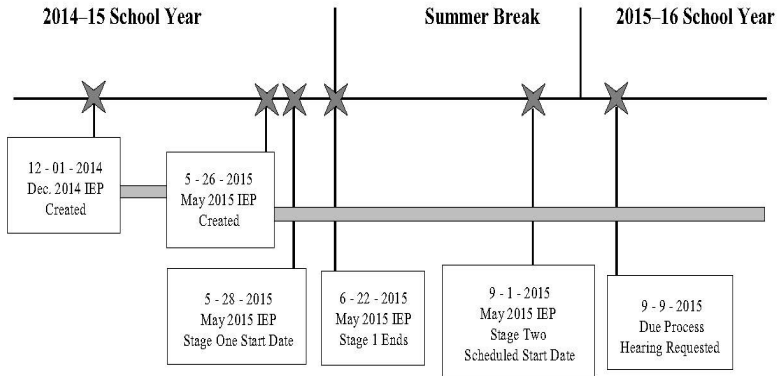 2014–15 School Year
Summer Break
2015–16 School Year
12 - 01 - 2014
Dec. 2014 IEP
Created
5 - 26 - 2015
May 2015 IEP
Created
5 - 28 - 2015
May 2015 IEP
Stage One Start Date
6 - 22 - 2015
May 2015 IEP
Stage 1 Ends
9 - 1 - 2015
May 2015 IEP
Stage Two
Scheduled Start Date
9 - 9 - 2015
Due Process
Hearing Requested